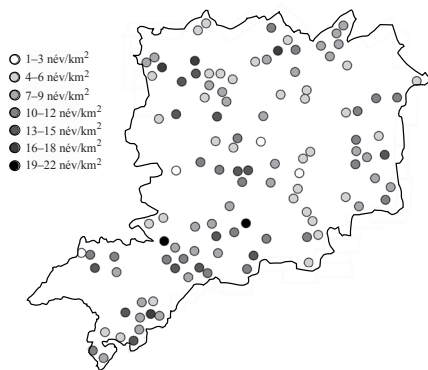 1–3 név/km²
4–6 név/km²
7–9 név/km²
10–12 név/km²
13–15 név/km²
16–18 név/km²
19–22 név/km²